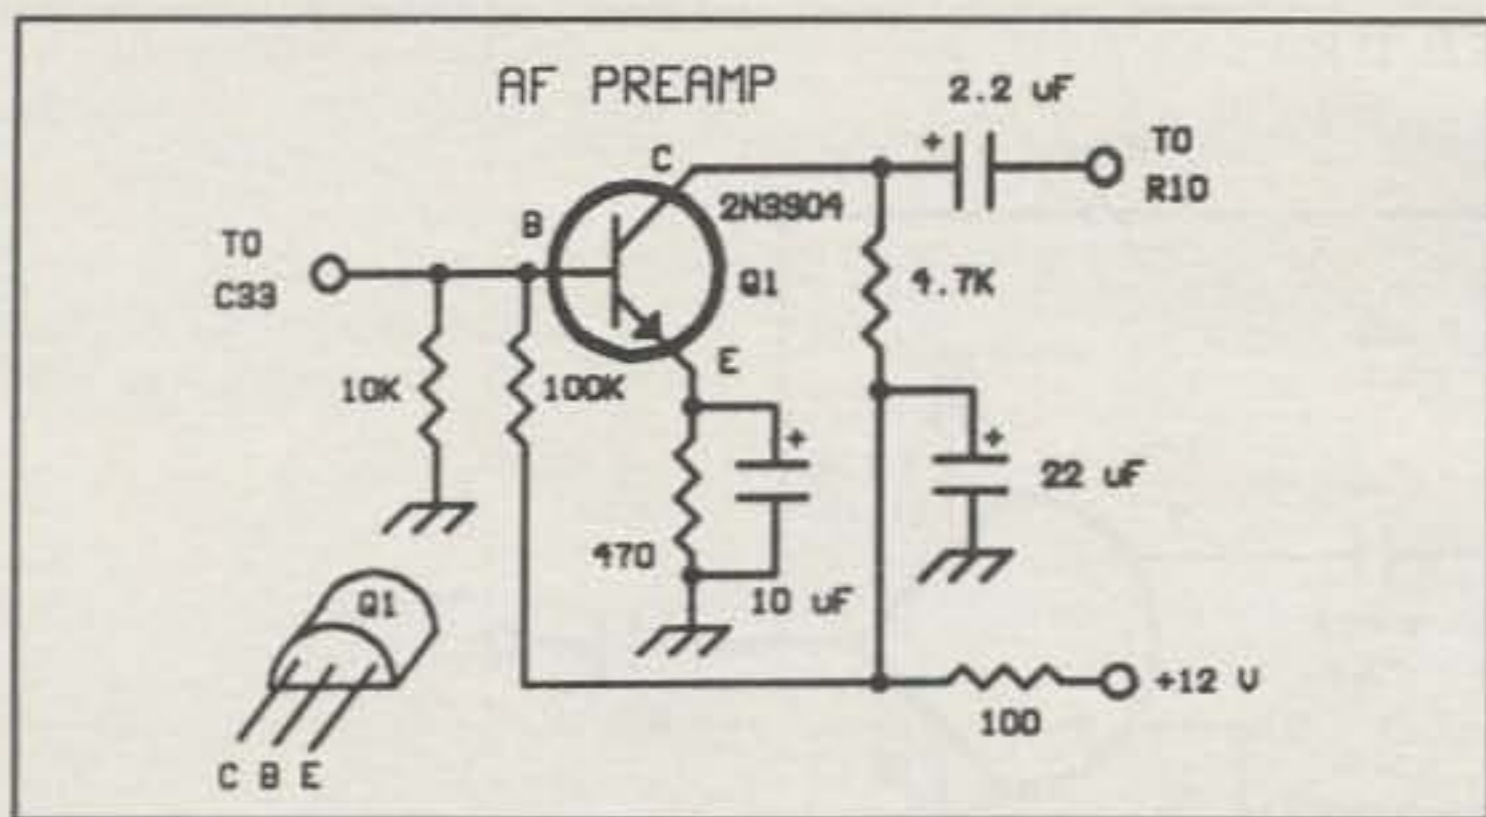 AF PREAMP
2.2 uF
C
TO
R10
2N3904
B
TO
C33
Q1
4.7K
E
10K
100K
+
+
+
22 uF
470
10 uF
Q1
+12 V
100
C B E